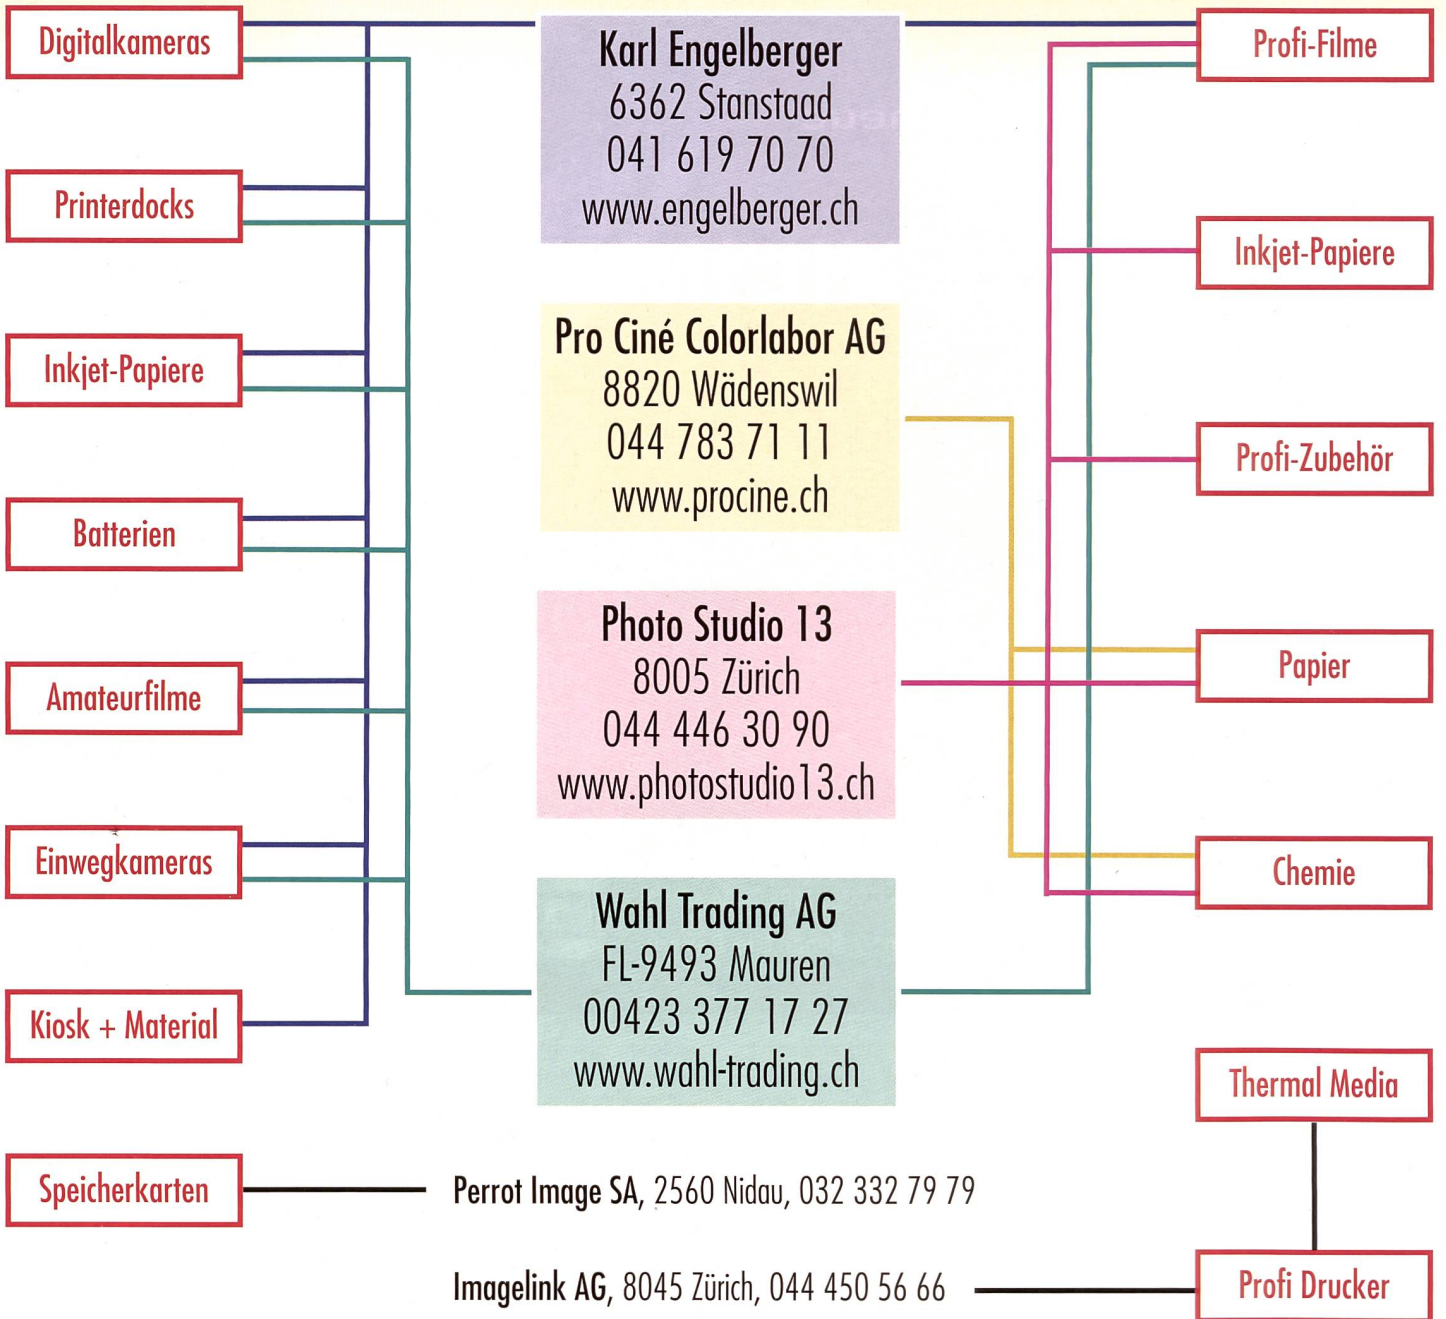 Digitalkameras
Printerdocks
Inkjet-Papiere
Batterien
Amateurfilme
Einwegkameras
Kiosk + Material
Speicherkarten
Karl Engelberger
6362 Stanstaad
041 619 70 70
www.engelberger.ch
Pro Ciné Colorlabor AG
8820 Wädenswil
044 783 71 11
www.procine.ch
Photo Studio 13
8005 Zürich
044 446 30 90
www.photostudio13.ch
Wahl Trading AG
FL-9493 Mauren
00423 377 17 27
www.wahl-trading.ch
Perrot Image SA, 2560 Nidau, 032 332 79 79
Imagelink AG, 8045 Zürich, 044 450 56 66
Profi-Filme
Inkjet-Papiere
Profi-Zubehör
Papier
Chemie
Thermal Media
Profi Drucker